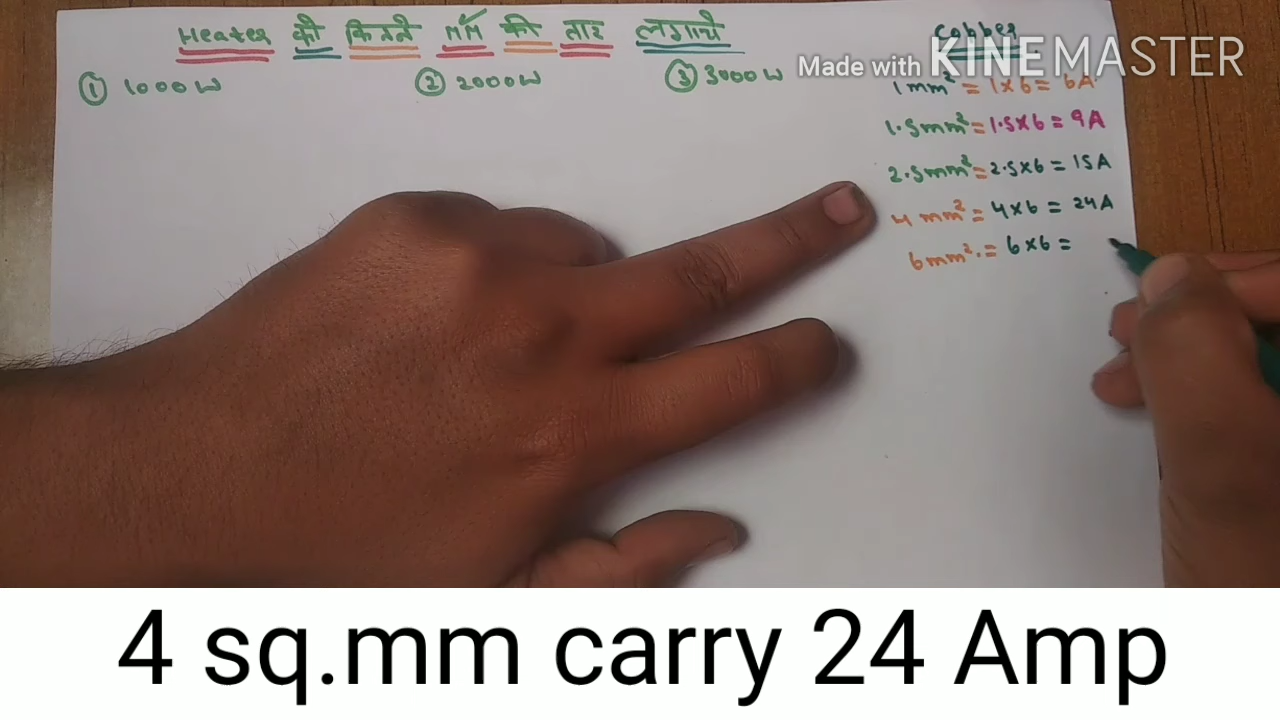 Heater को कितने MM की तार लगाये
① 1000W ② 2000W ③ 3000W
Copper
Made with KINEMASTER
1mm² = 1×6 = 6A
1.5mm² = 1.5×6 = 9A
2.5mm² = 2.5×6 = 15A
4mm² = 4×6 = 24A
6mm². = 6×6 =
4 sq.mm carry 24 Amp